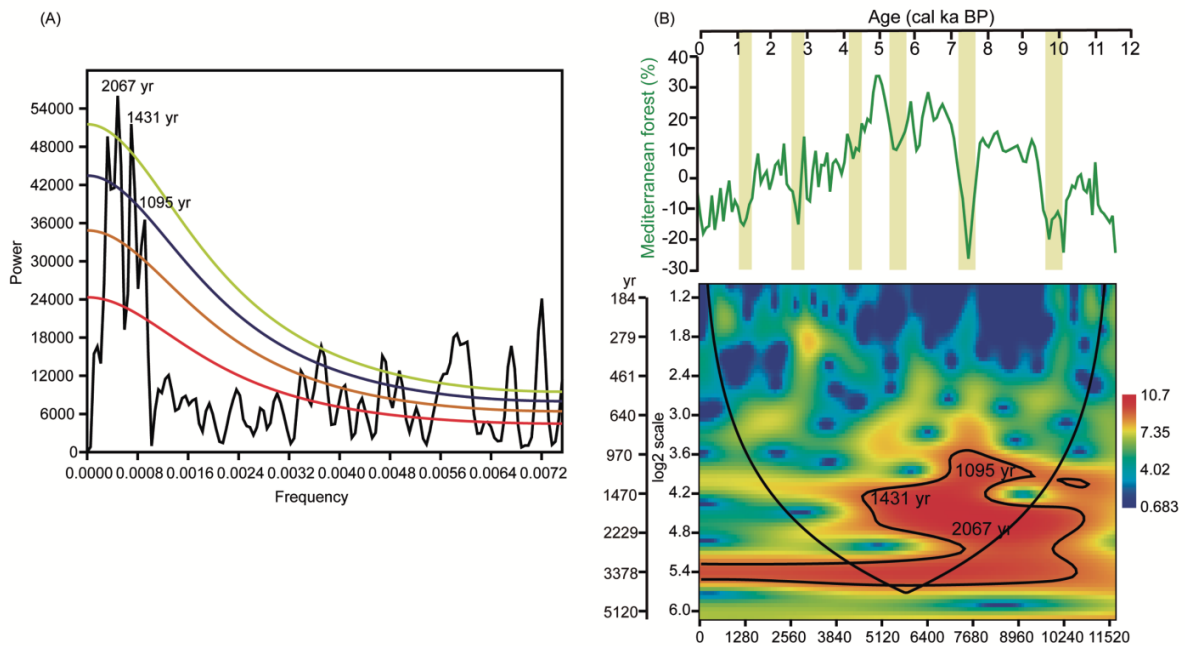 (A)
2067 yr
1431 yr
1095 yr
54000
48000
42000
36000
30000
24000
18000
12000
6000
0
Power
0.0000 0.0008 0.0016 0.0024 0.0032 0.0040 0.0048 0.0056 0.0064 0.0072
Frequency
(B)
Age (cal ka BP)
0 1 2 3 4 5 6 7 8 9 10 11 12
Mediterranean forest (%)
40
30
20
10
0
-10
-20
-30
yr
184 1.2
279 1.8
461 2.4
640 3.0
970 3.6
1470 4.2
2229 4.8
3378 5.4
5120 6.0
log2 scale
1095 yr
1431 yr
2067 yr
10.7
7.35
4.02
0.683
0 1280 2560 3840 5120 6400 7680 8960 10240 11520